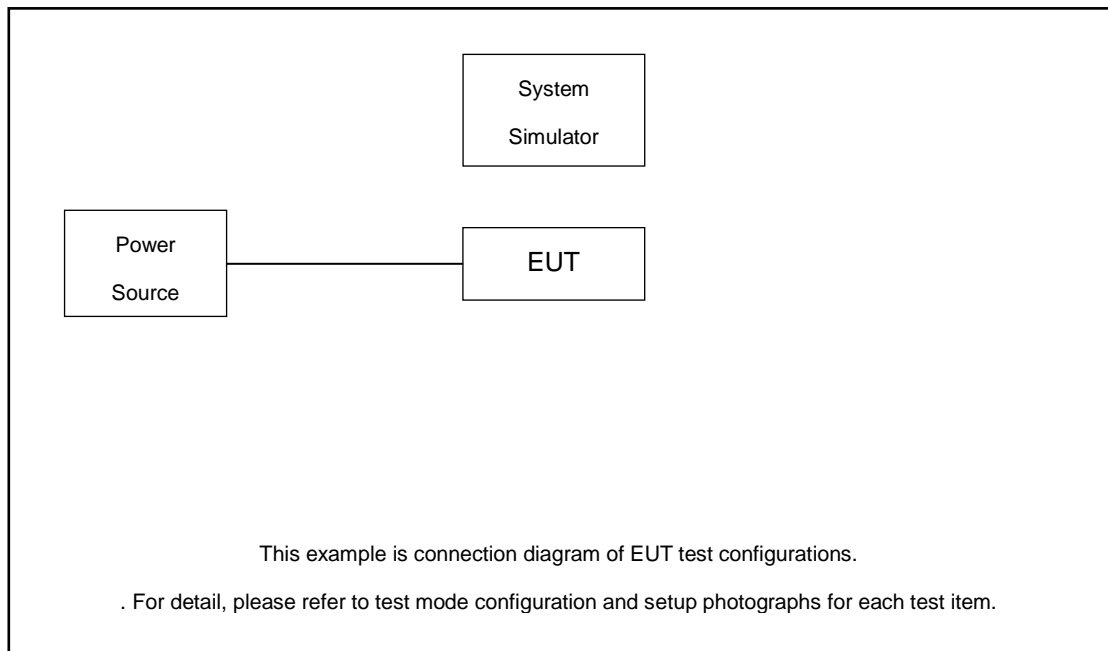 System
Simulator
Power
Source
EUT
This example is connection diagram of EUT test configurations.
. For detail, please refer to test mode configuration and setup photographs for each test item.